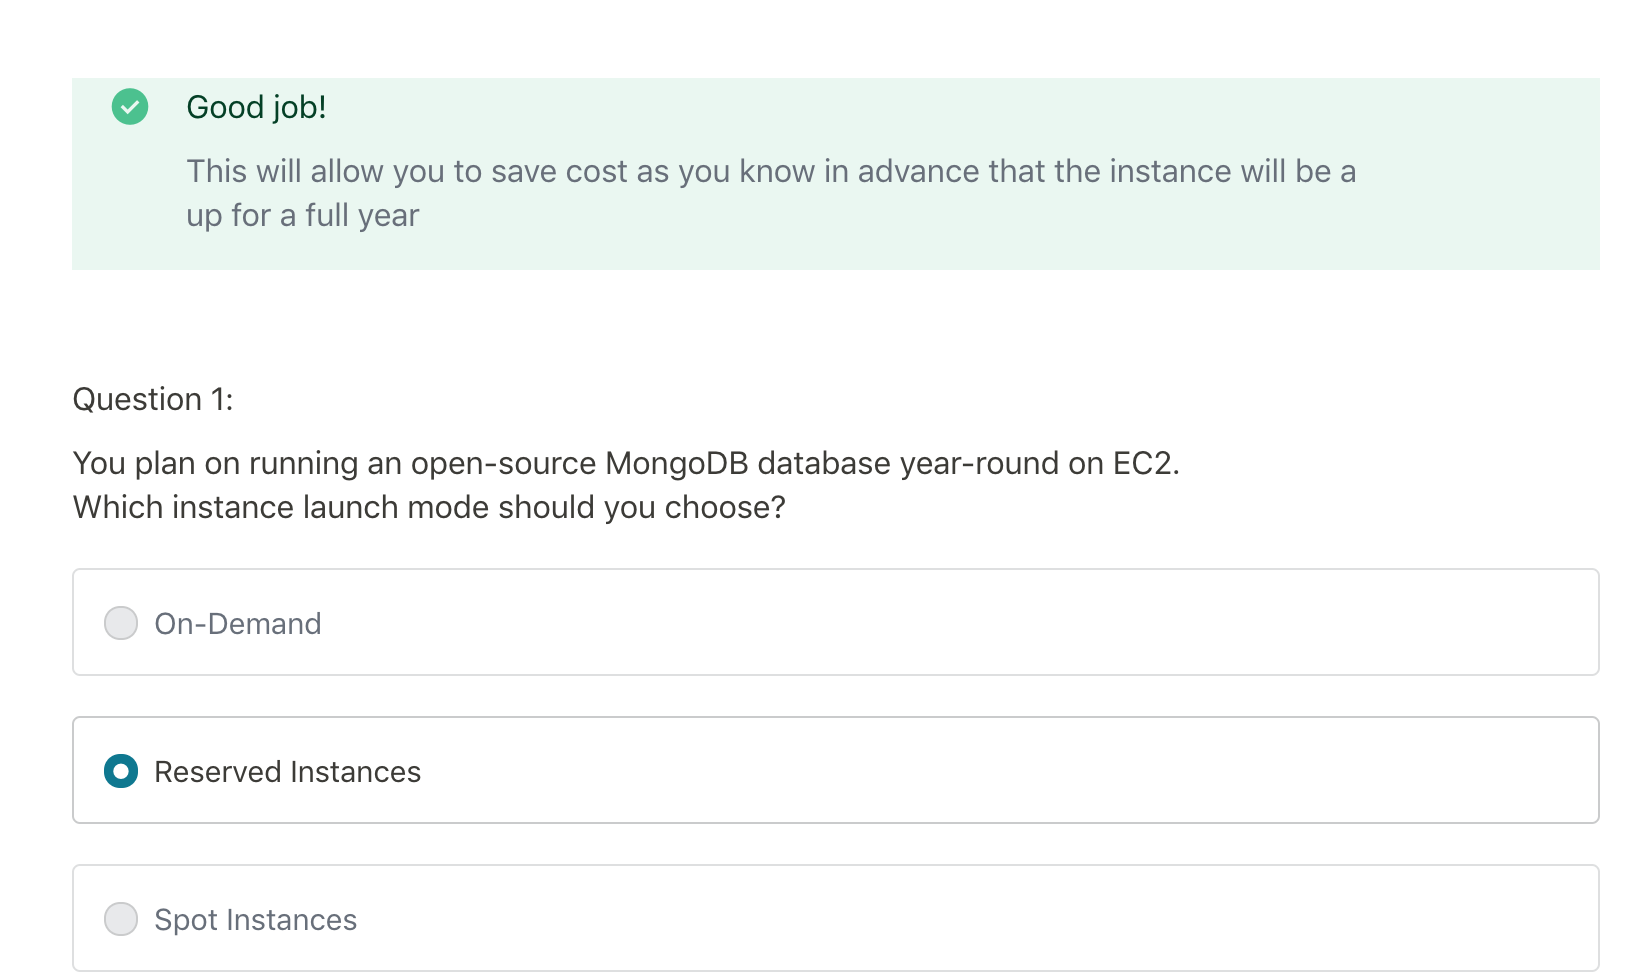 Good job!
This will allow you to save cost as you know in advance that the instance will be a
up for a full year
Question 1:
You plan on running an open-source MongoDB database year-round on EC2.
Which instance launch mode should you choose?
On-Demand
Reserved Instances
Spot Instances